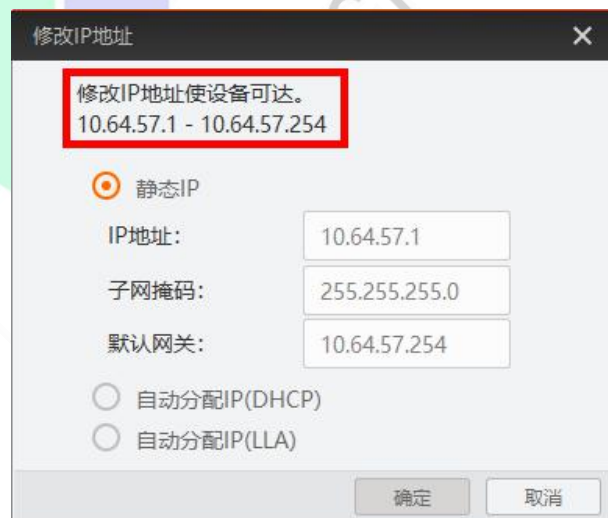 修改IP地址
修改IP地址使设备可达。
10.64.57.1 - 10.64.57.254
静态IP
IP地址： 10.64.57.1
子网掩码： 255.255.255.0
默认网关： 10.64.57.254
自动分配IP(DHCP)
自动分配IP(LLA)
确定 取消